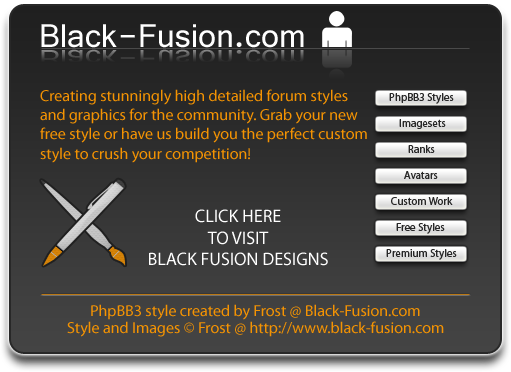 Black-Fusion.com
Creating stunningly high detailed forum styles
and graphics for the community. Grab your new
free style or have us build you the perfect custom
style to crush your competition!
PhpBB3 Styles
Imagesets
Ranks
Avatars
Custom Work
Free Styles
Premium Styles
CLICK HERE
TO VISIT
BLACK FUSION DESIGNS
PhpBB3 style created by Frost @ Black-Fusion.com
Style and Images © Frost @ http://www.black-fusion.com